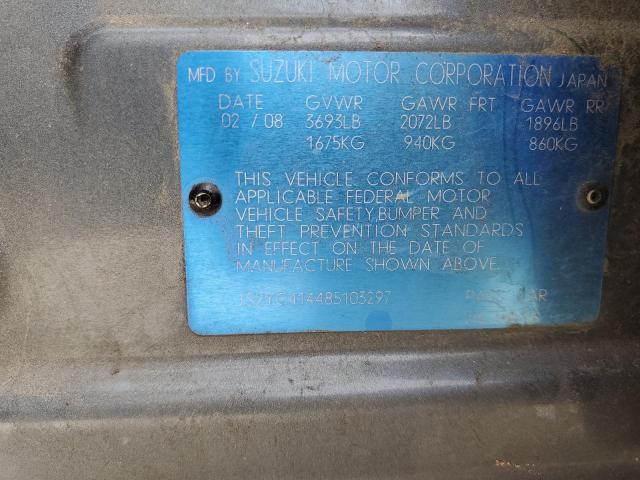 MFD BY SUZUKI MOTOR CORPORATION JAPAN
DATE GVWR GAWR FRT GAWR RR
02 / 08 3693LB 2072LB 1896LB
1675KG 940KG 860KG
THIS VEHICLE CONFORMS TO ALL
APPLICABLE FEDERAL MOTOR
VEHICLE SAFETY,BUMPER AND
THEFT PREVENTION STANDARDS
IN EFFECT ON THE DATE OF
MANUFACTURE SHOWN ABOVE.
JS2YC414485103297